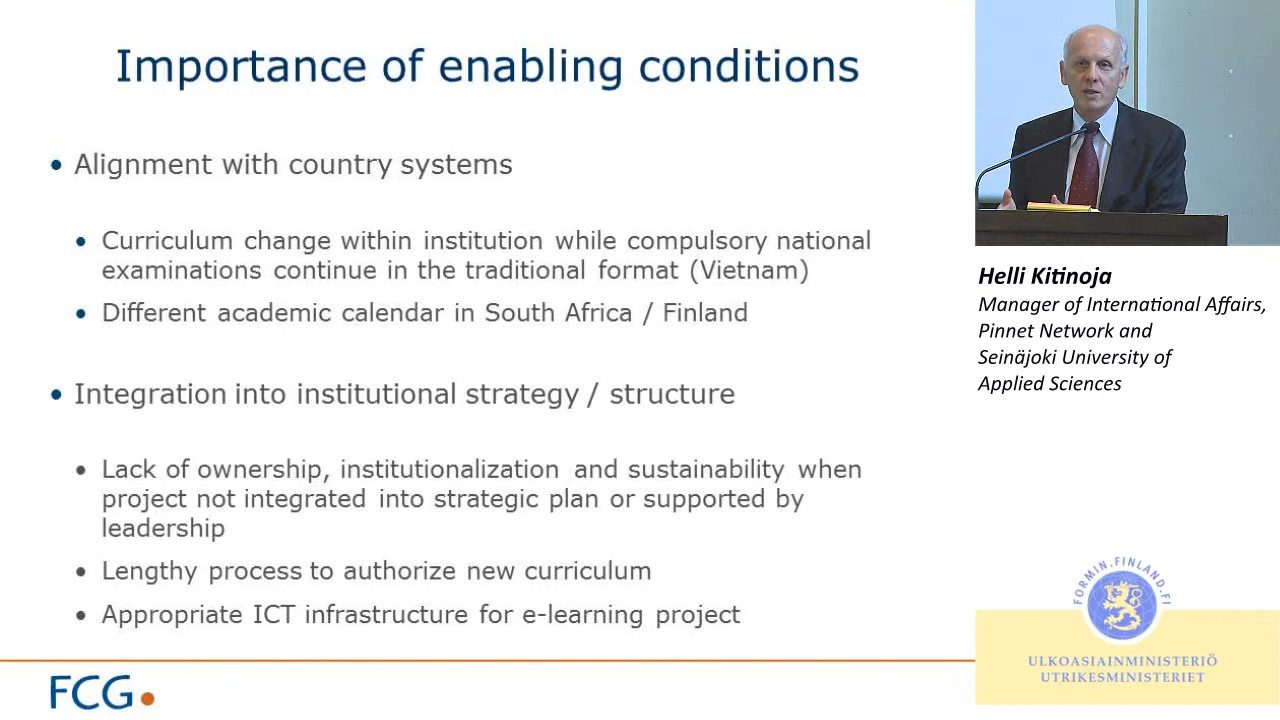 Importance of enabling conditions
• Alignment with country systems
• Curriculum change within institution while compulsory national
examinations continue in the traditional format (Vietnam)
• Different academic calendar in South Africa / Finland
• Integration into institutional strategy / structure
• Lack of ownership, institutionalization and sustainability when
project not integrated into strategic plan or supported by
leadership
• Lengthy process to authorize new curriculum
• Appropriate ICT infrastructure for e-learning project
FCG
Helli Kitinoja
Manager of International Affairs,
Pinnet Network and
Seinäjoki University of
Applied Sciences
FORMIN.FINLAND.FI
ULKOASIAINMINISTERIÖ
UTRIKESMINISTERIET